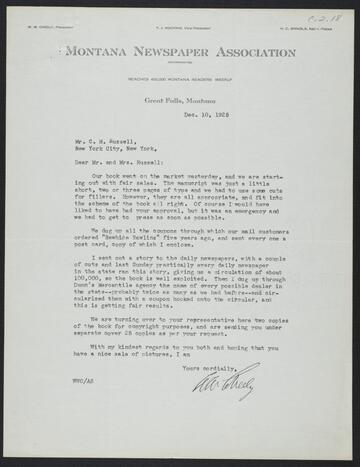 C.2.18
W. W. CHEELY, President
T. J. HOCKING, Vice-President
H. C.
MONTANA NEWSPAPER ASSOCIATION
INCORPORATED
REACHES 400,000 MONTANA READERS WEEKLY
Great Falls, Montana
Dec. 10, 1925
Mr. C. M. Russell,
New York City, New York,
Dear Mr. and Mrs. Russell:
Our book went on the market yesterday, and we are start-
ing out with fair sales. The manucript was just a little
short, two or three pages of type and we had to use some cuts
for fillers. However, they are all appropriate, and fit into
the scheme of the book all right. Of course I would have
liked to have had your approval, but it was an emergency and
we had to get to press as soon as possible.
We dug up all the coupons through which our mail customers
ordered "Rawhide Rawlins" five years ago, and sent every one a
post card, copy of which I enclose.
I sent out a story to the daily newspapers, with a couple
of cuts and last Sunday practically every daily newspaper
in the state ran this story, giving us a circulation of about
100,000, so the book is well exploited. Then I dug up through
Dunn's Mercantile agency the name of every possible dealer in
the state--probably twice as many as we had before--and cir-
cularized them with a coupon hooked onto the circular, and
this is getting fair results.
We are turning over to your representative here two copies
of the book for copyright purposes, and are sending you under
separate cover 25 copies as per your request.
With my kindest regards to you both and hoping that you
have a nice sale of pictures, I am
Yours cordially,
WWC/AS
W. W. Cheely